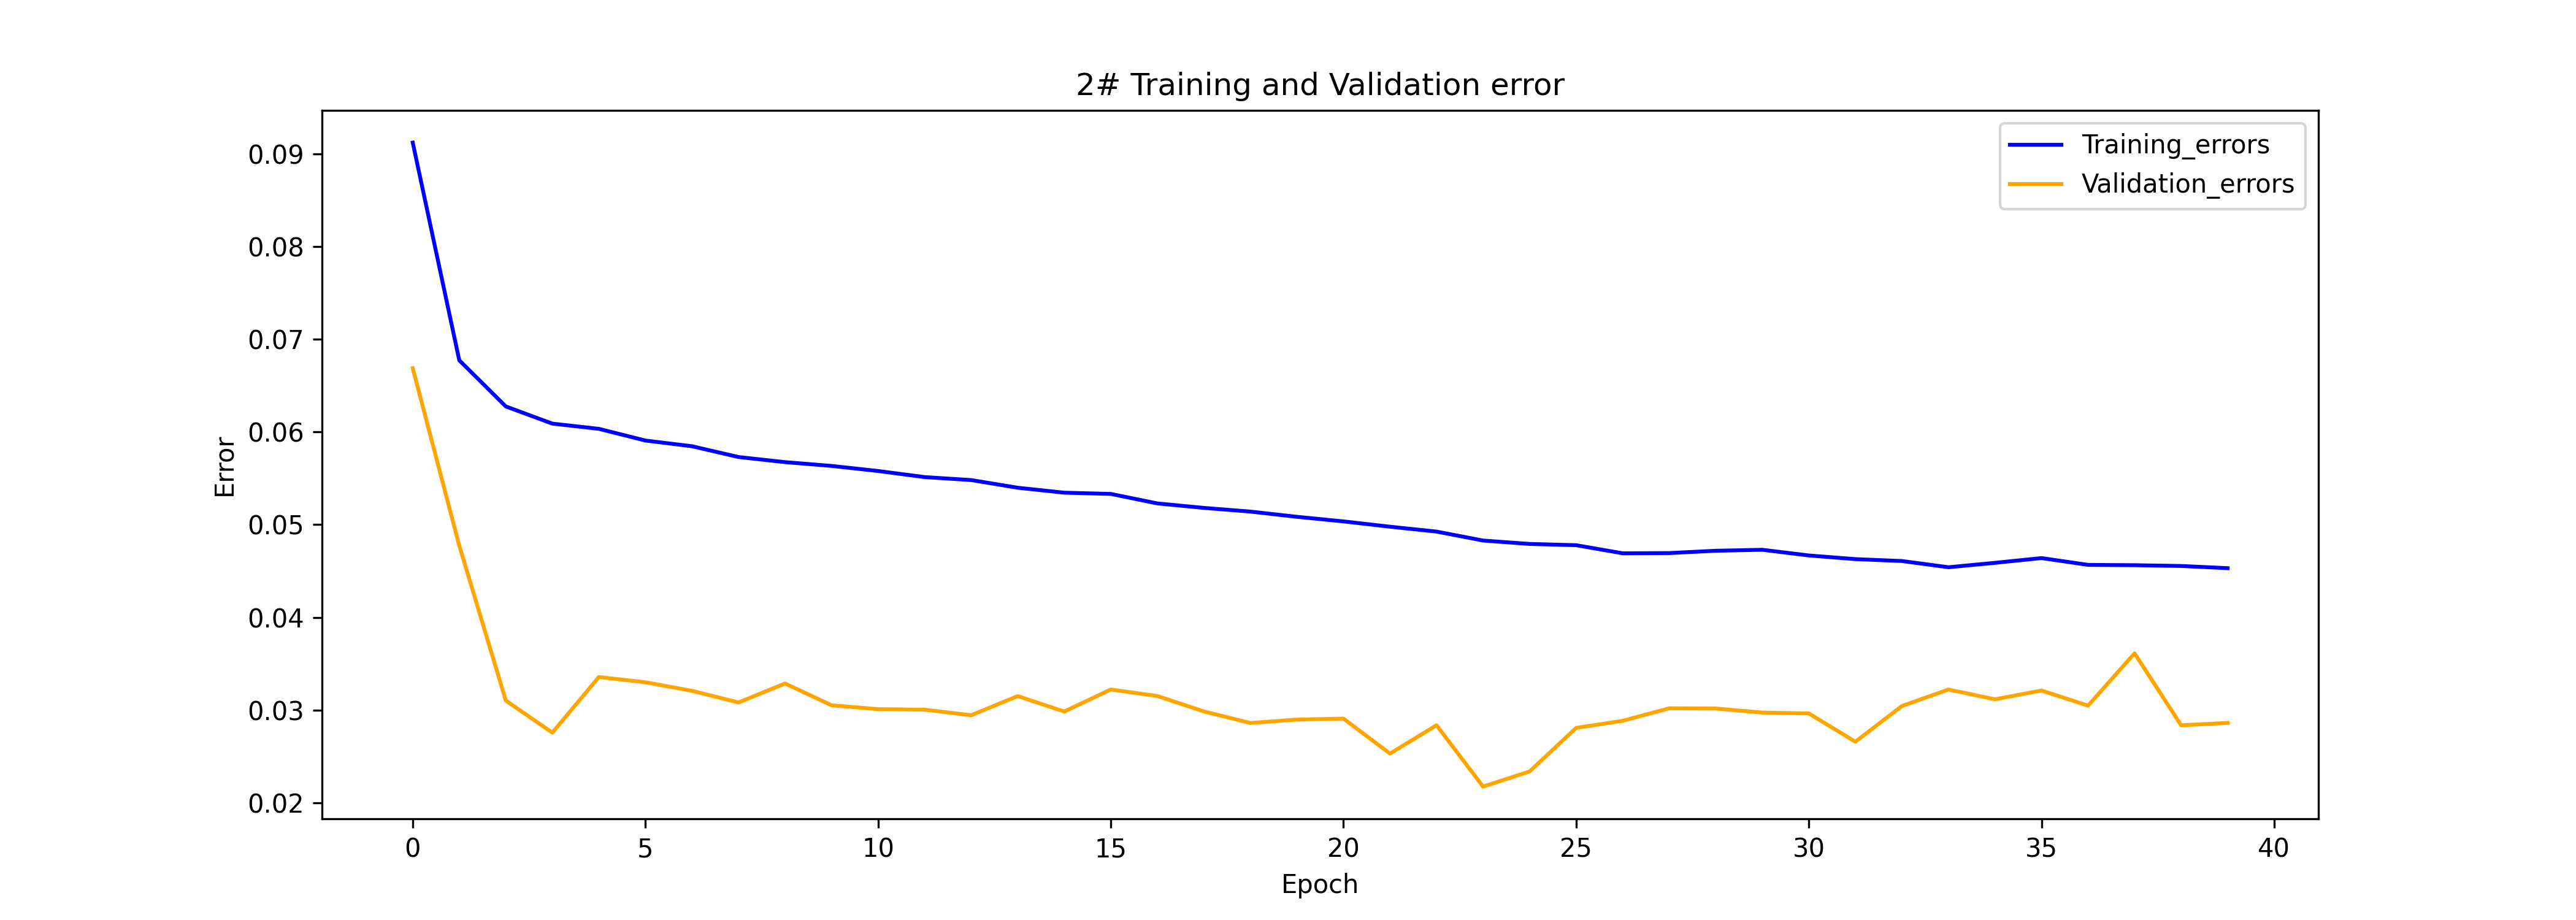 2# Training and Validation error
Training_errors
Validation_errors
0.09
0.08
0.07
0.06
0.05
0.04
0.03
0.02
Error
0 5 10 15 20 25 30 35 40
Epoch